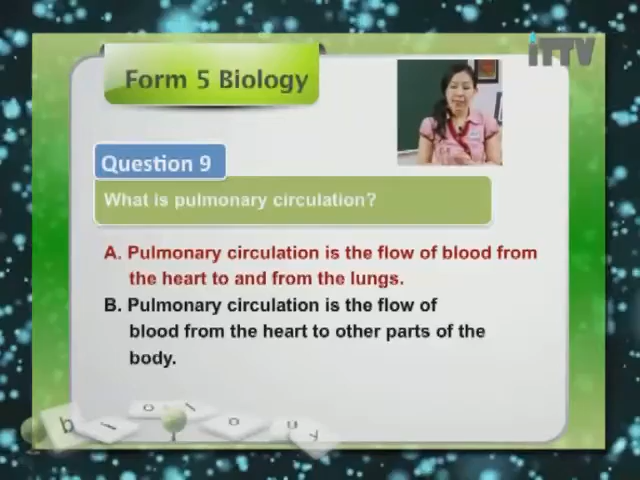 iTTV
Form 5 Biology
Question 9
What is pulmonary circulation?
A. Pulmonary circulation is the flow of blood from
the heart to and from the lungs.
B. Pulmonary circulation is the flow of
blood from the heart to other parts of the
body.
b i o l o g y